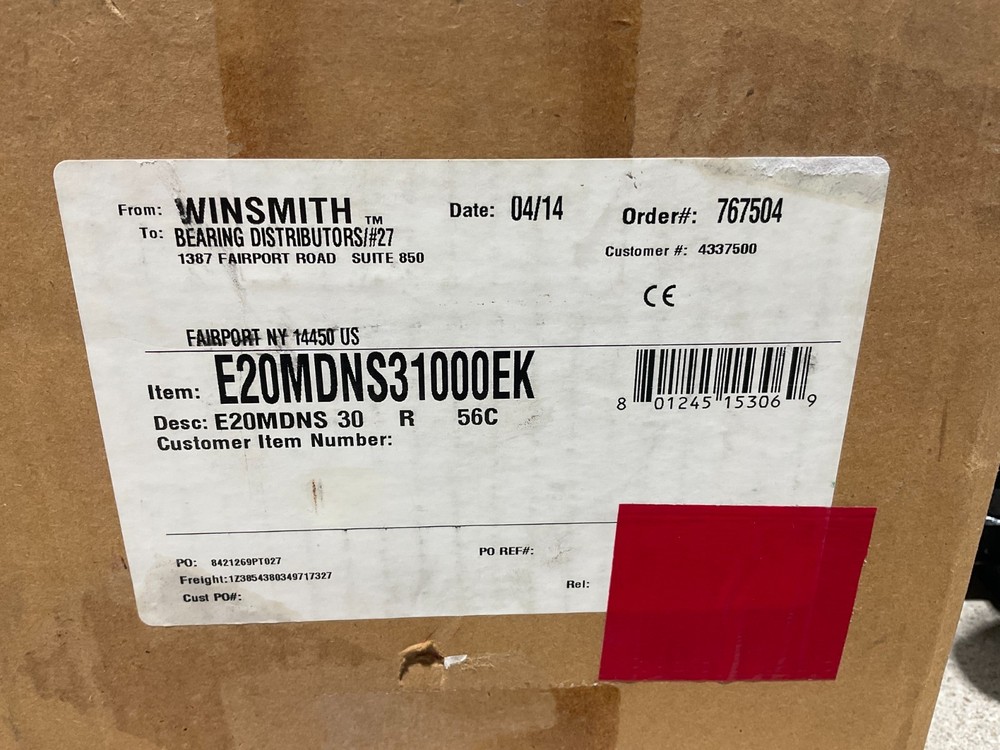 From: WINSMITH ™ Date: 04/14 Order#: 767504
To: BEARING DISTRIBUTORS/#27
1387 FAIRPORT ROAD SUITE 850 Customer #: 4337500
CE
FAIRPORT NY 14450 US
Item: E20MDNS31000EK
8 01245 15306 9
Desc: E20MDNS 30 R 56C
Customer Item Number:
PO: 8421269PT027 PO REF#:
Freight:1Z3854380349717327 Rel:
Cust PO#: